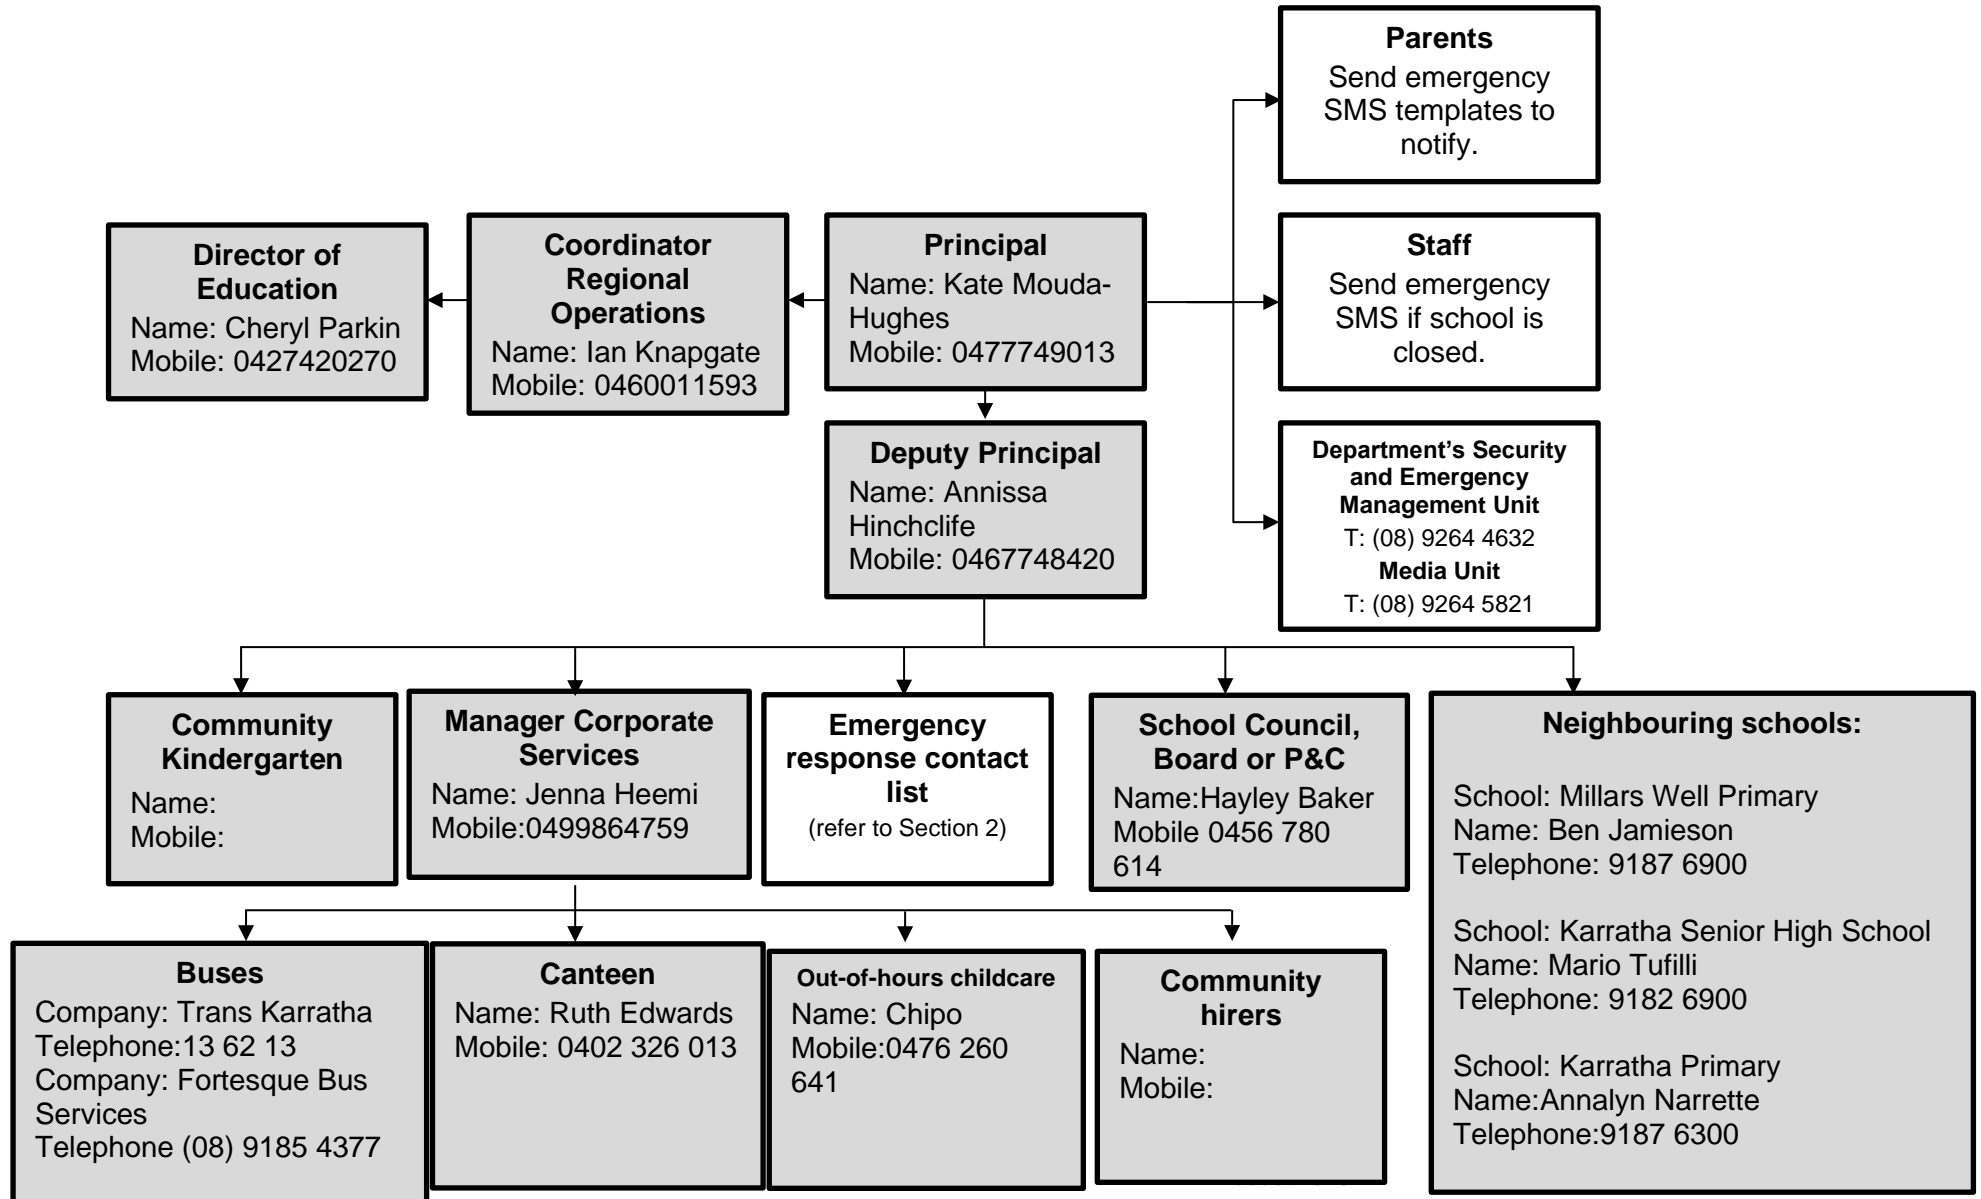 Parents
Send emergency
SMS templates to
notify.
Director of
Education
Name: Cheryl Parkin
Mobile: 0427420270
Coordinator
Regional
Operations
Name: Ian Knapgate
Mobile: 0460011593
Principal
Name: Kate Mouda-
Hughes
Mobile: 0477749013
Staff
Send emergency
SMS if school is
closed.
Deputy Principal
Name: Annissa
Hinchclife
Mobile: 0467748420
Department’s Security
and Emergency
Management Unit
T: (08) 9264 4632
Media Unit
T: (08) 9264 5821
Community
Kindergarten
Name:
Mobile:
Manager Corporate
Services
Name: Jenna Heemi
Mobile:0499864759
Emergency
response contact
list
(refer to Section 2)
School Council,
Board or P&C
Name:Hayley Baker
Mobile 0456 780
614
Neighbouring schools:
School: Millars Well Primary
Name: Ben Jamieson
Telephone: 9187 6900
School: Karratha Senior High School
Name: Mario Tufilli
Telephone: 9182 6900
School: Karratha Primary
Name:Annalyn Narrette
Telephone:9187 6300
Buses
Company: Trans Karratha
Telephone:13 62 13
Company: Fortesque Bus
Services
Telephone (08) 9185 4377
Canteen
Name: Ruth Edwards
Mobile: 0402 326 013
Out-of-hours childcare
Name: Chipo
Mobile:0476 260
641
Community
hirers
Name:
Mobile: